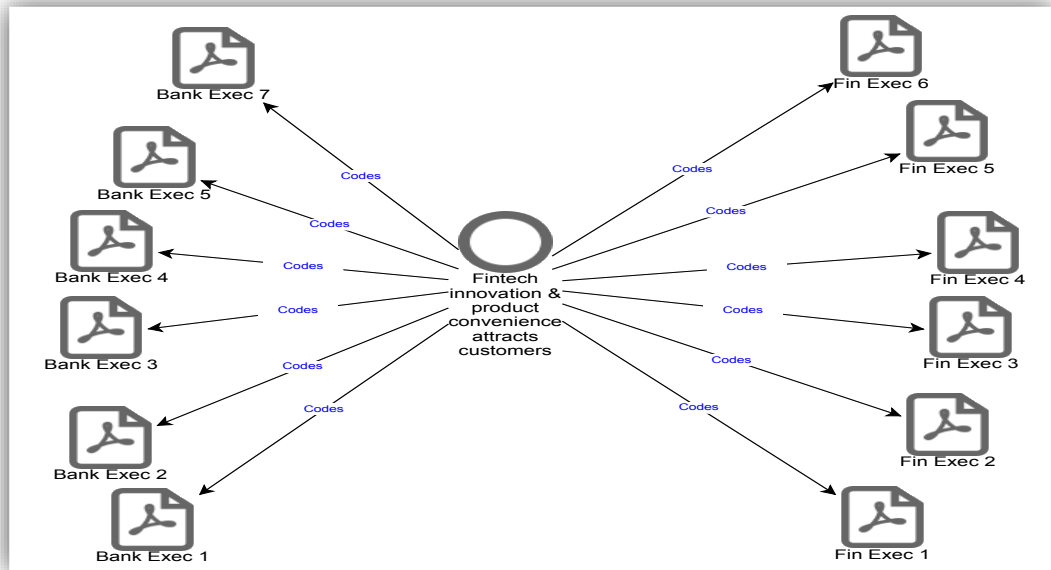 Bank Exec 7
Fin Exec 6
Codes
Codes
Bank Exec 5
Fin Exec 5
Codes
Codes
Bank Exec 4
Fin Exec 4
Codes
Codes
Fintech
innovation &
product
convenience
attracts
customers
Codes
Codes
Bank Exec 3
Fin Exec 3
Codes
Codes
Bank Exec 2
Fin Exec 2
Codes
Codes
Bank Exec 1
Fin Exec 1